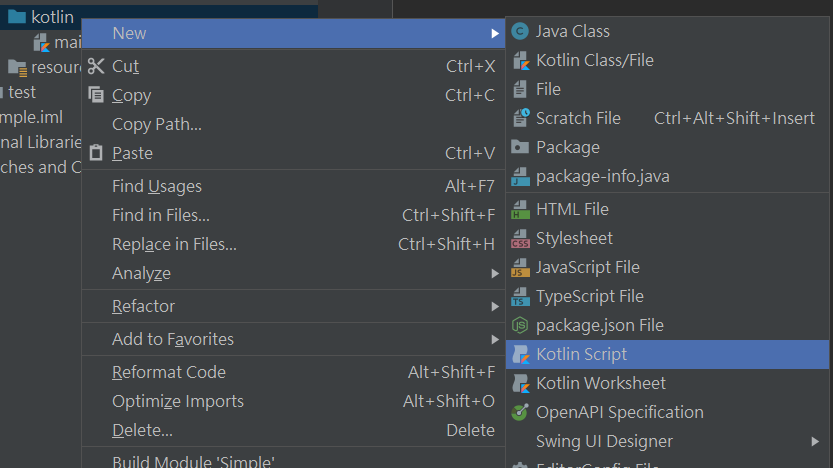 kotlin
mai
resour
test
mple.iml
nal Librarie
ches and C
New
Cut Ctrl+X
Copy Ctrl+C
Copy Path...
Paste Ctrl+V
Find Usages Alt+F7
Find in Files... Ctrl+Shift+F
Replace in Files... Ctrl+Shift+H
Analyze
Refactor
Add to Favorites
Reformat Code Alt+Shift+F
Optimize Imports Alt+Shift+O
Delete... Delete
Build Module 'Simple'
Java Class
Kotlin Class/File
File
Scratch File Ctrl+Alt+Shift+Insert
Package
package-info.java
HTML File
Stylesheet
JavaScript File
TypeScript File
package.json File
Kotlin Script
Kotlin Worksheet
OpenAPI Specification
Swing UI Designer
EditorConfig File